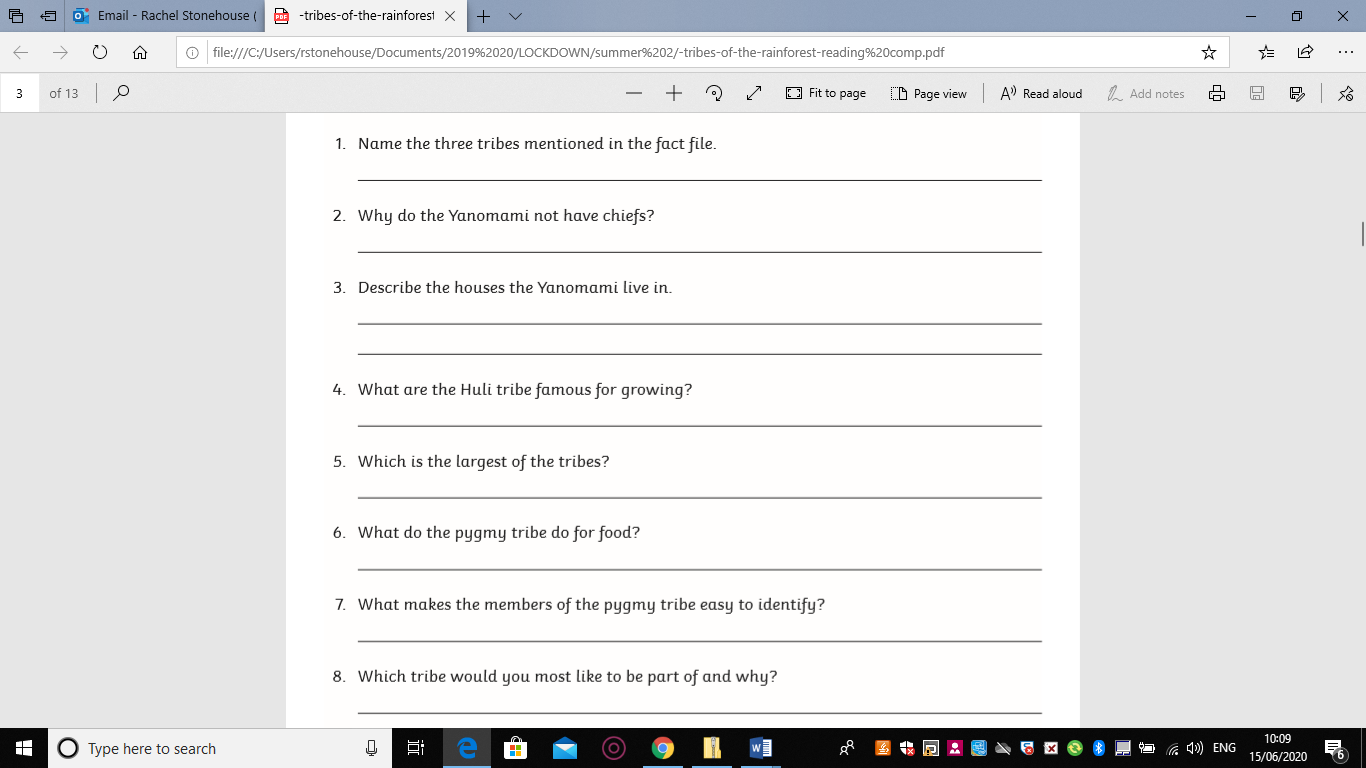 Email - Rachel Stonehouse (
-tribes-of-the-rainforest
file:///C:/Users/rstonehouse/Documents/2019%2020/LOCKDOWN/summer%202/-tribes-of-the-rainforest-reading%20comp.pdf
3 of 13 Fit to page Page view Read aloud Add notes
1. Name the three tribes mentioned in the fact file.
2. Why do the Yanomami not have chiefs?
3. Describe the houses the Yanomami live in.
4. What are the Huli tribe famous for growing?
5. Which is the largest of the tribes?
6. What do the pygmy tribe do for food?
7. What makes the members of the pygmy tribe easy to identify?
8. Which tribe would you most like to be part of and why?
Type here to search
ENG
10:09
15/06/2020
6